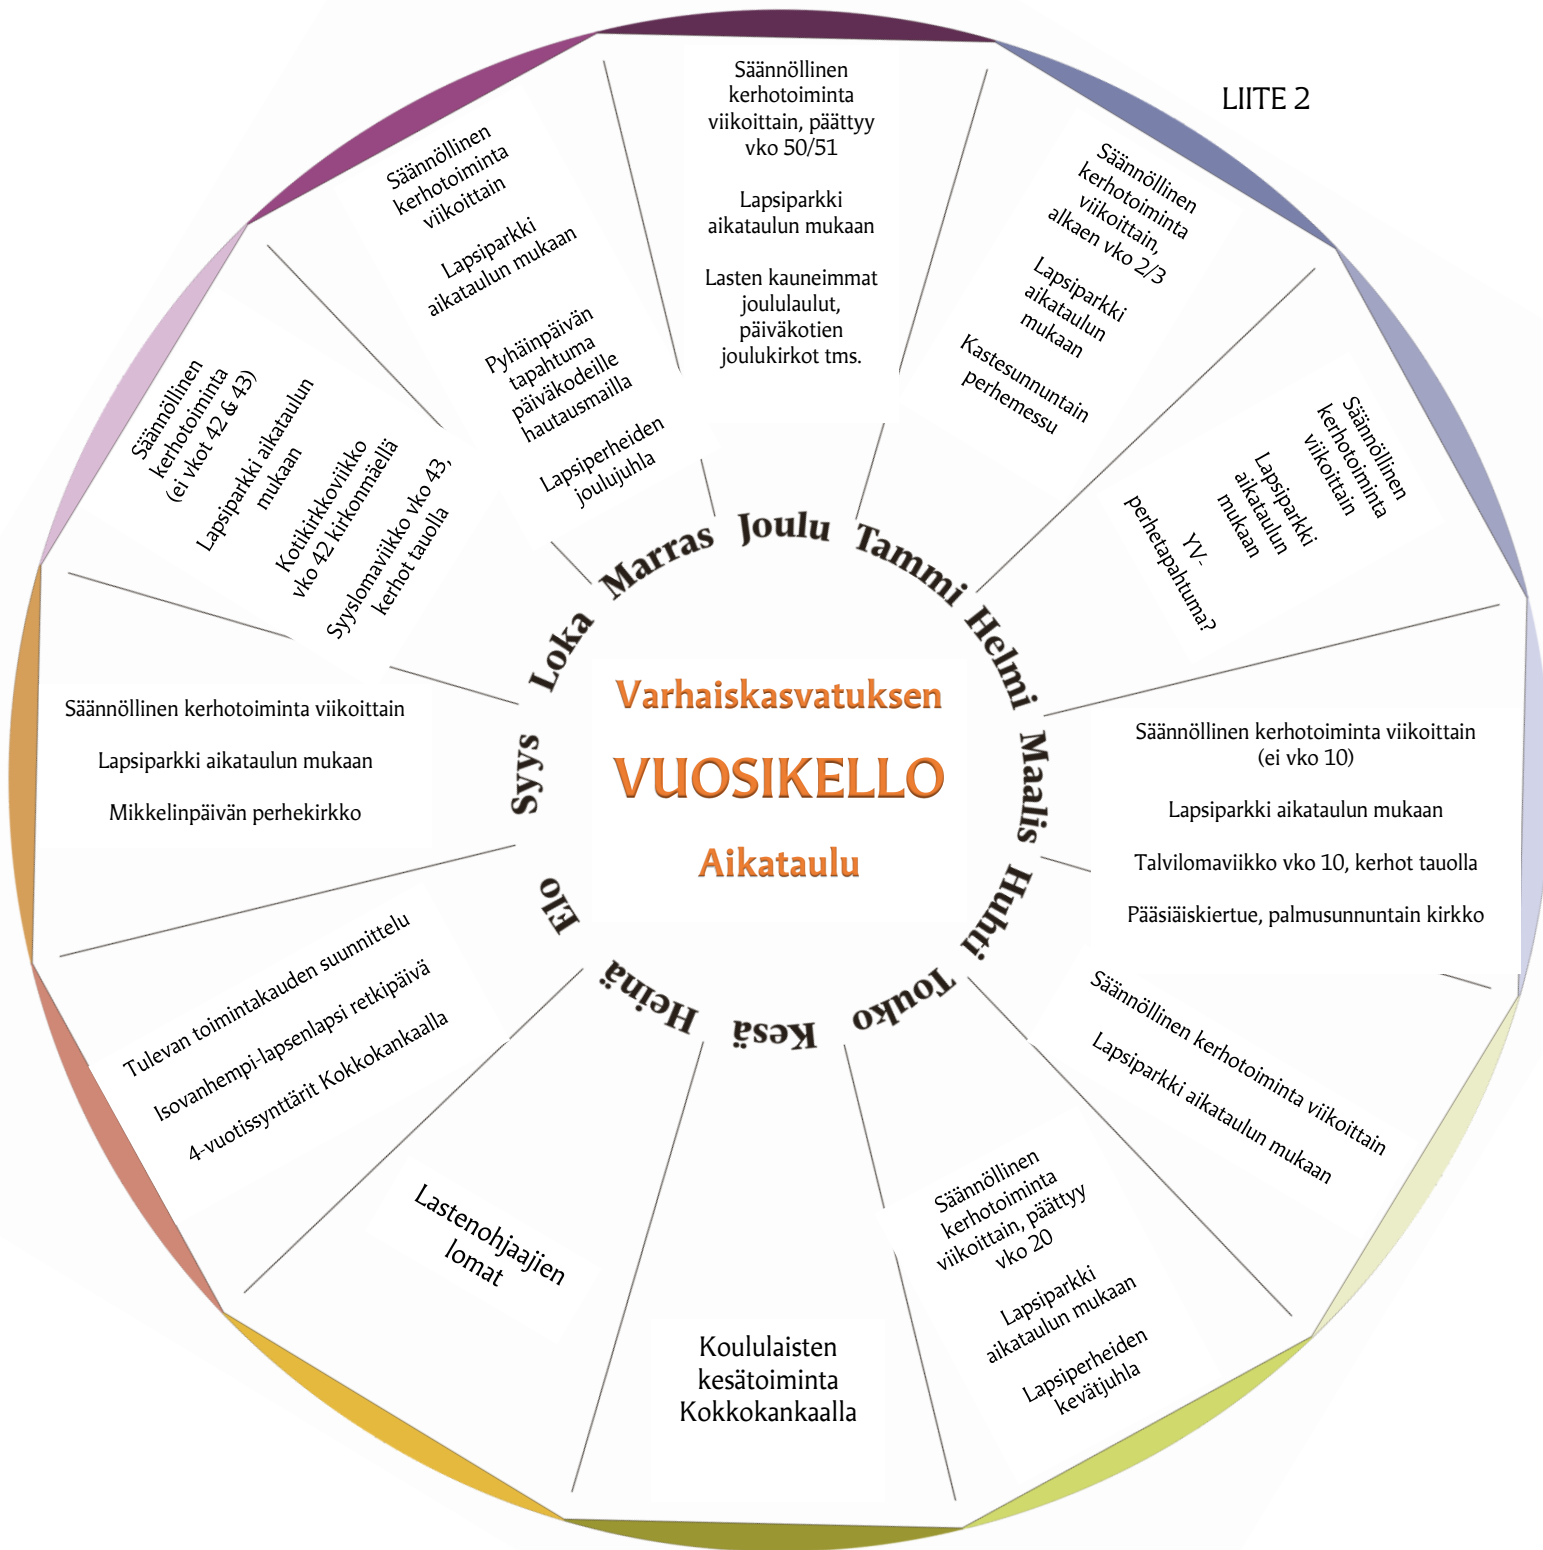 LIITE 2
Varhaiskasvatuksen
VUOSIKELLO
Aikataulu
Tammi
Säännöllinen
kerhotoiminta
viikoittain,
alkaen vko 2/3
Lapsiparkki
aikataulun
mukaan
Kastesunnuntain
perhemessu
Helmi
Säännöllinen
kerhotoiminta
viikoittain
Lapsiparkki
aikataulun
mukaan
YV-
perhetapahtuma?
Maalis
Säännöllinen kerhotoiminta viikoittain
(ei vko 10)
Lapsiparkki aikataulun mukaan
Talvilomaviikko vko 10, kerhot tauolla
Pääsiäiskiertue, palmusunnuntain kirkko
Huhti
Säännöllinen kerhotoiminta viikoittain
Lapsiparkki aikataulun mukaan
Touko
Säännöllinen
kerhotoiminta
viikoittain, päättyy
vko 20
Lapsiparkki
aikataulun mukaan
Lapsiperheiden
kevätjuhla
Kesä
Koululaisten
kesätoiminta
Kokkokankaalla
Heinä
Lastenohjaajien
lomat
Elo
Tulevan toimintakauden suunnittelu
Isovanhempi-lapsenlapsi retkipäivä
4-vuotissynttärit Kokkokankaalla
Syys
Säännöllinen kerhotoiminta viikoittain
Lapsiparkki aikataulun mukaan
Mikkelinpäivän perhekirkko
Loka
Säännöllinen
kerhotoiminta
(ei vkot 42 & 43)
Lapsiparkki aikataulun
mukaan
Kotikirkkoviikko
vko 42 kirkonmäellä
Syyslomaviikko vko 43,
kerhot tauolla
Marras
Säännöllinen
kerhotoiminta
viikoittain
Lapsiparkki
aikataulun mukaan
Pyhäinpäivän
tapahtuma
päiväkodeille
hautausmailla
Lapsiperheiden
joulujuhla
Joulu
Säännöllinen
kerhotoiminta
viikoittain, päättyy
vko 50/51
Lapsiparkki
aikataulun mukaan
Lasten kauneimmat
joululaulut,
päiväkotien
joulukirkot tms.